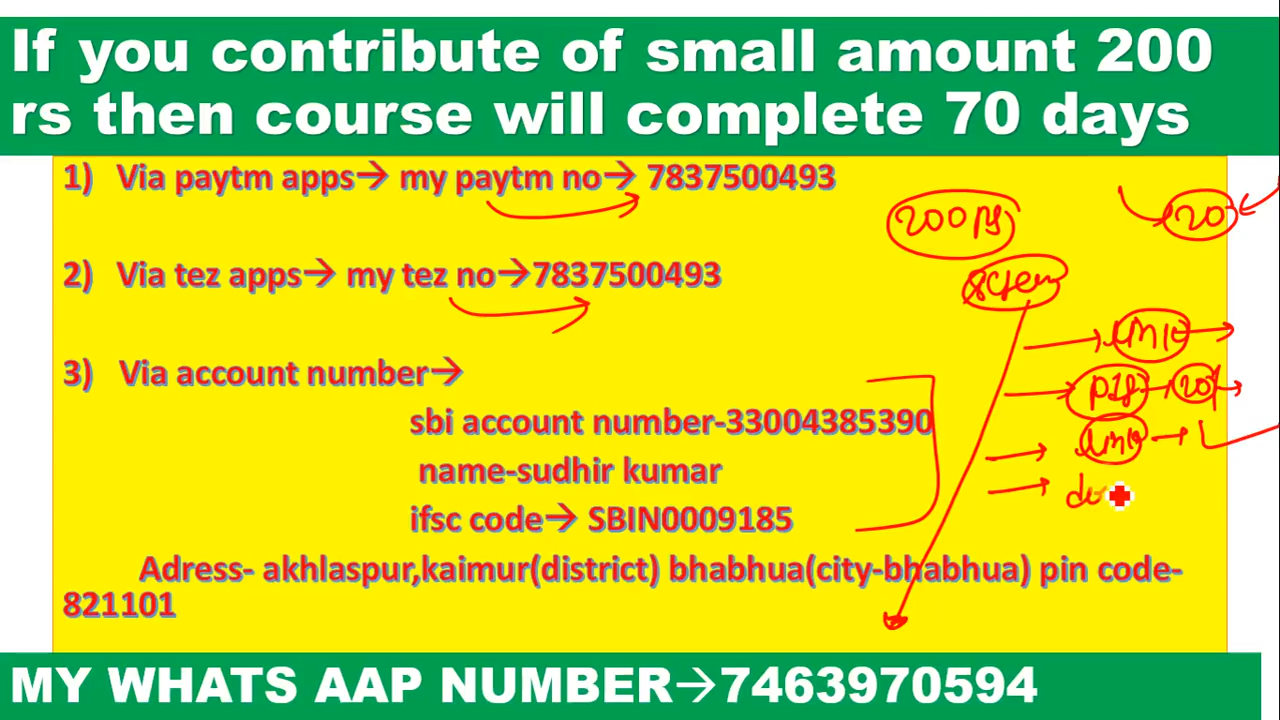 If you contribute of small amount 200
rs then course will complete 70 days
1) Via paytm apps→ my paytm no→ 7837500493
200 rs
20
2) Via tez apps→ my tez no→7837500493
3) Via account number→
sbi account number-33004385390
name-sudhir kumar
ifsc code→ SBIN0009185
Adress- akhlaspur,kaimur(district) bhabhua(city-bhabhua) pin code-
821101
MY WHATS AAP NUMBER→7463970594